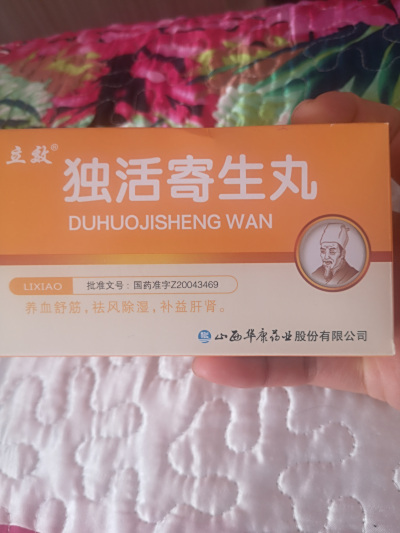 立效®
独活寄生丸
DUHUOJISHENG WAN
LIXIAO 批准文号：国药准字Z20043469
养血舒筋，祛风除湿，补益肝肾。
山西华康药业股份有限公司